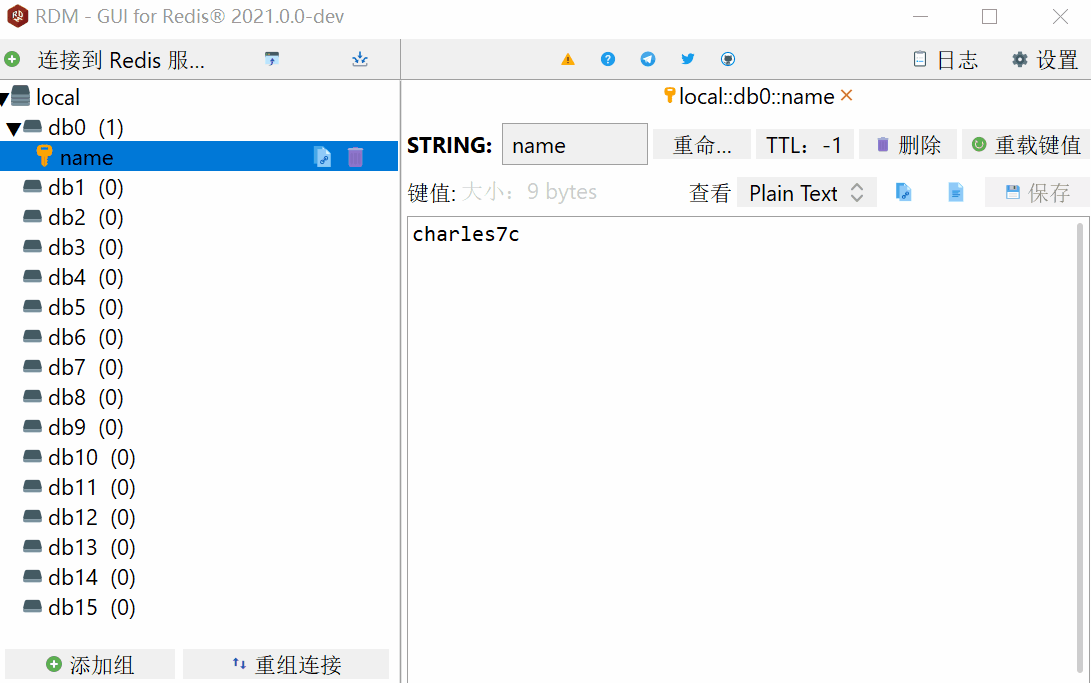 RDM - GUI for Redis® 2021.0.0-dev
连接到 Redis 服...
日志
设置
local
db0 (1)
name
db1 (0)
db2 (0)
db3 (0)
db4 (0)
db5 (0)
db6 (0)
db7 (0)
db8 (0)
db9 (0)
db10 (0)
db11 (0)
db12 (0)
db13 (0)
db14 (0)
db15 (0)
添加组
重组连接
local::db0::name
STRING: name 重命... TTL：-1 删除 重载键值
键值: 大小：9 bytes 查看 Plain Text 保存
charles7c